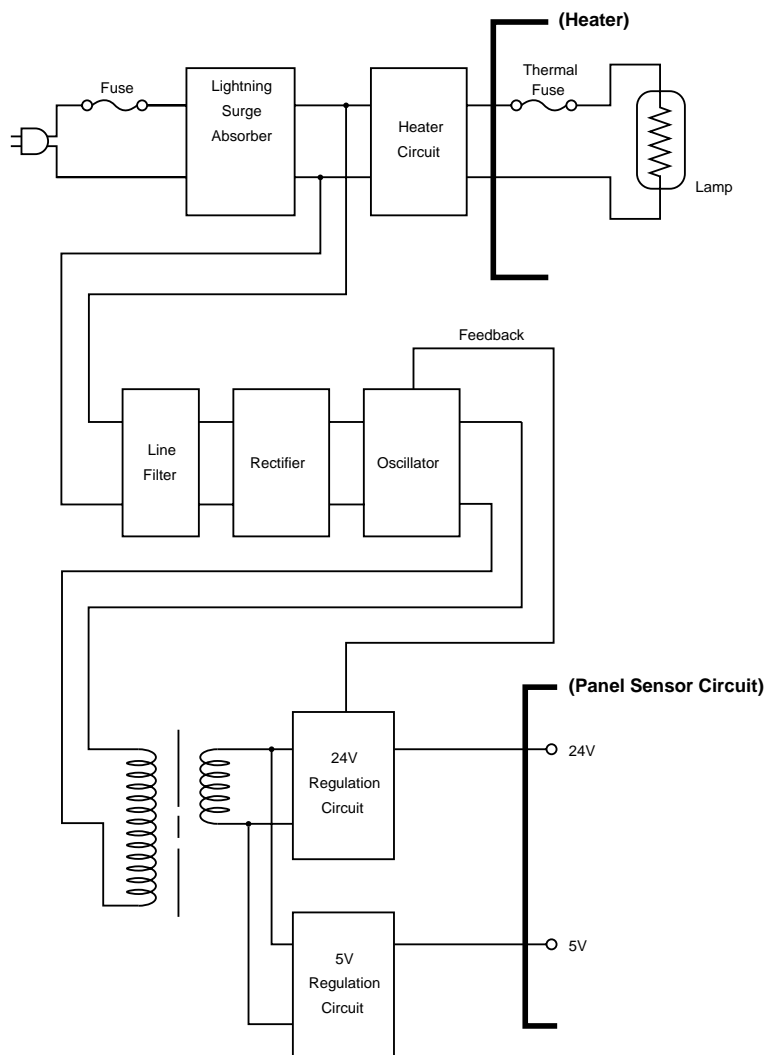 (Heater)
Fuse
Lightning
Surge
Absorber
Heater
Circuit
Thermal
Fuse
Lamp
Feedback
Line
Filter
Rectifier
Oscillator
(Panel Sensor Circuit)
24V
Regulation
Circuit
24V
5V
Regulation
Circuit
5V